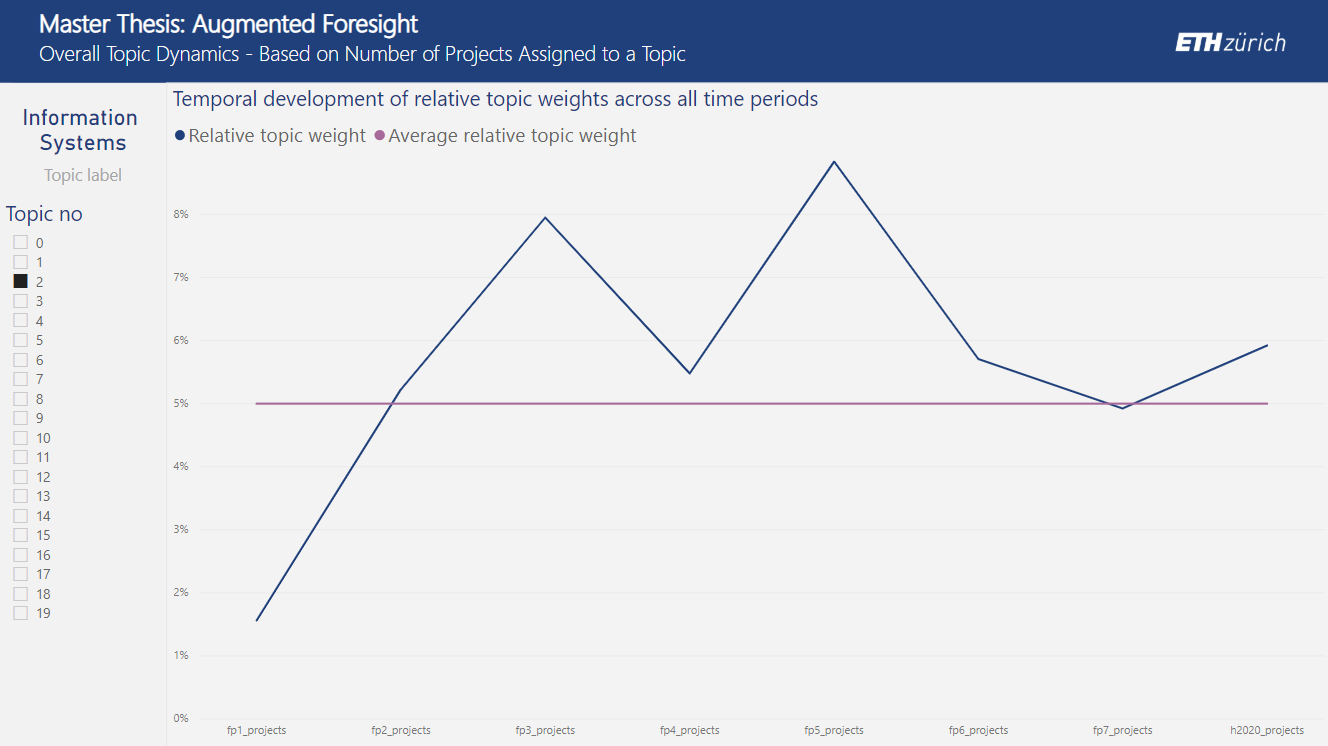 Master Thesis: Augmented Foresight
Overall Topic Dynamics - Based on Number of Projects Assigned to a Topic
ETH zürich
Information
Systems
Topic label
Topic no
0
1
2
3
4
5
6
7
8
9
10
11
12
13
14
15
16
17
18
19
Temporal development of relative topic weights across all time periods
Relative topic weight Average relative topic weight
8%
7%
6%
5%
4%
3%
2%
1%
0%
fp1_projects fp2_projects fp3_projects fp4_projects fp5_projects fp6_projects fp7_projects h2020_projects